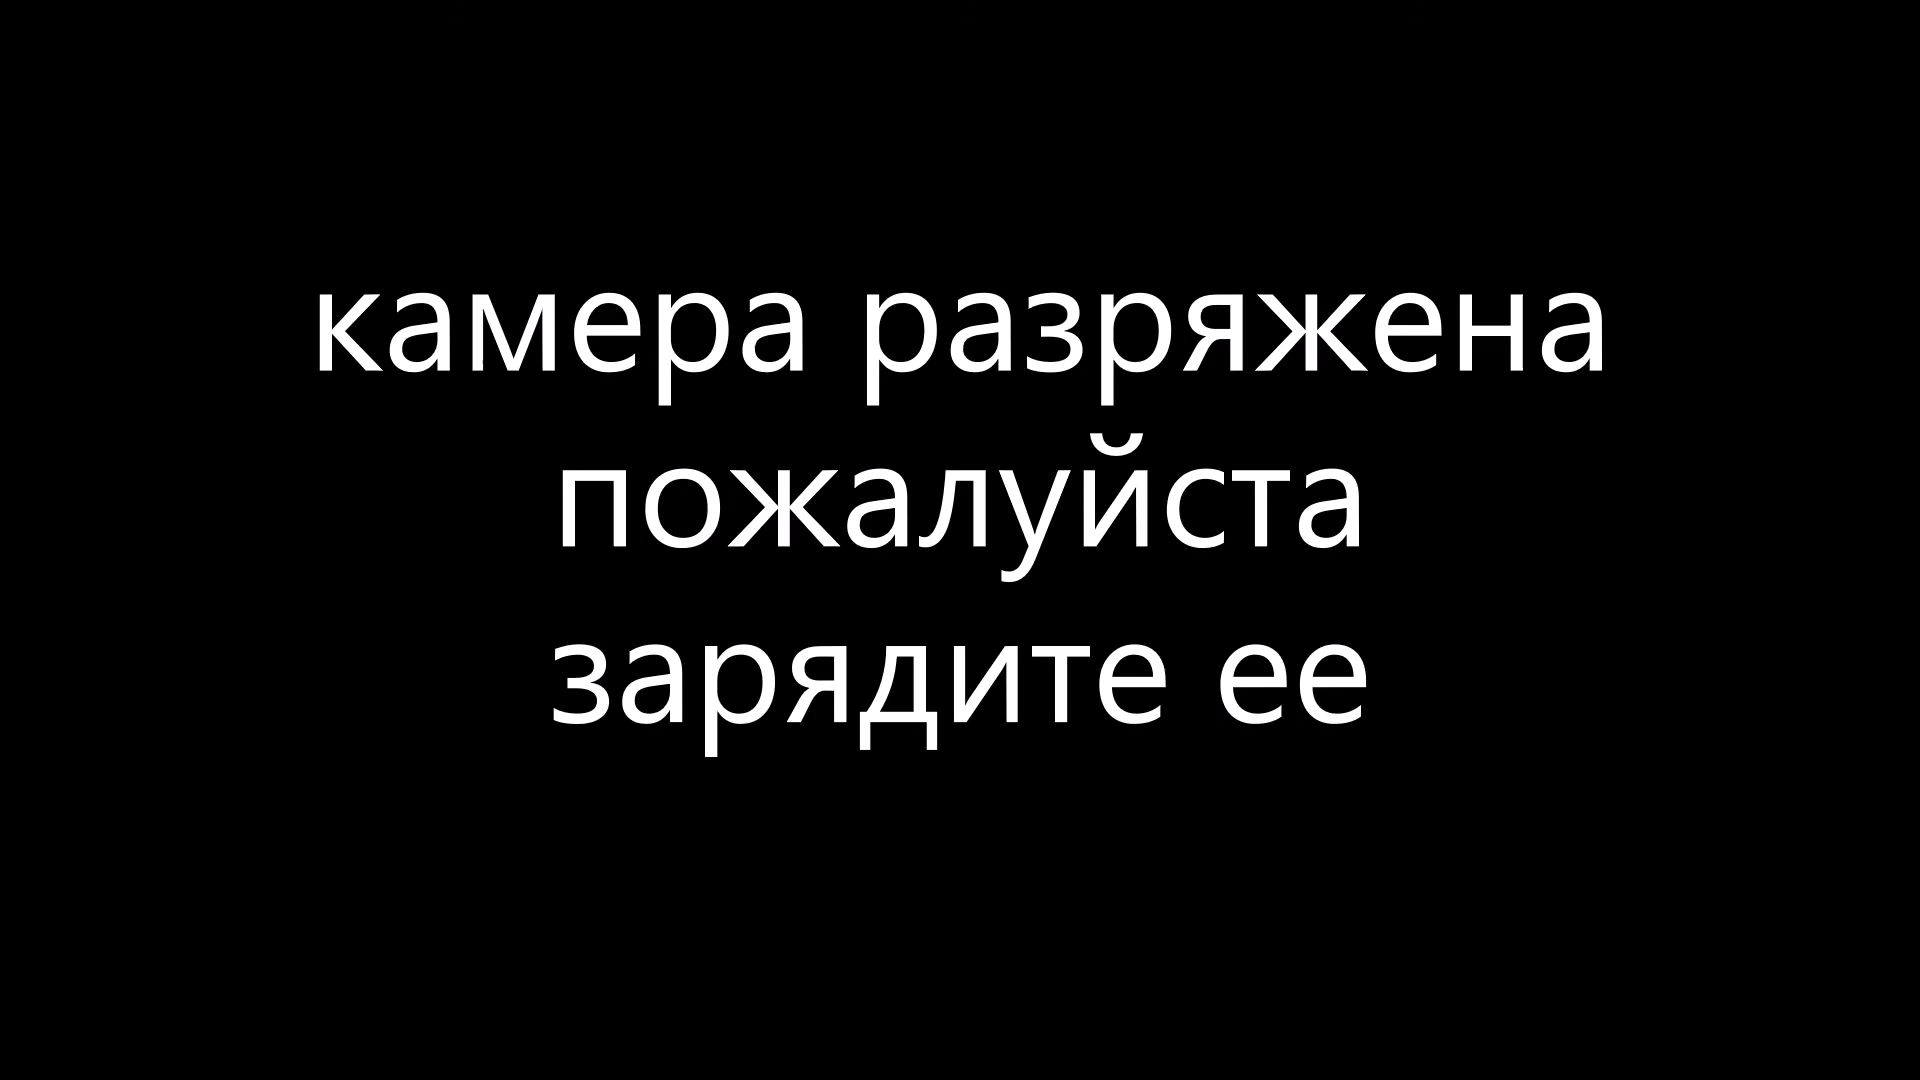 камера разряжена
пожалуйста
зарядите ее